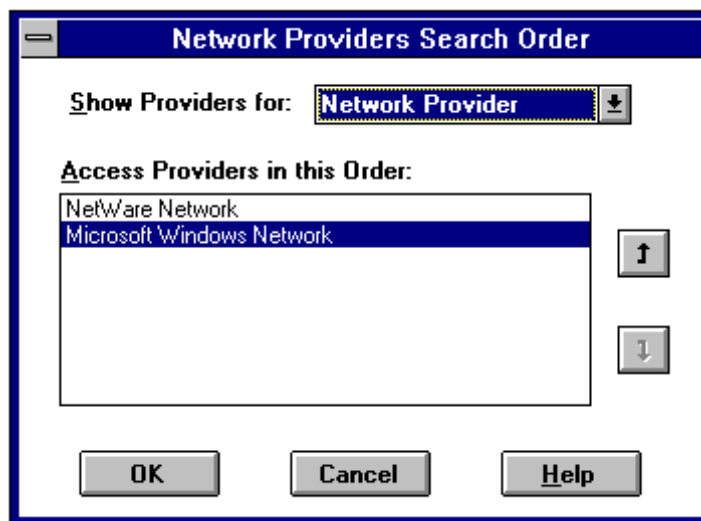 Network Providers Search Order
Show Providers for: Network Provider
Access Providers in this Order:
NetWare Network
Microsoft Windows Network
OK Cancel Help